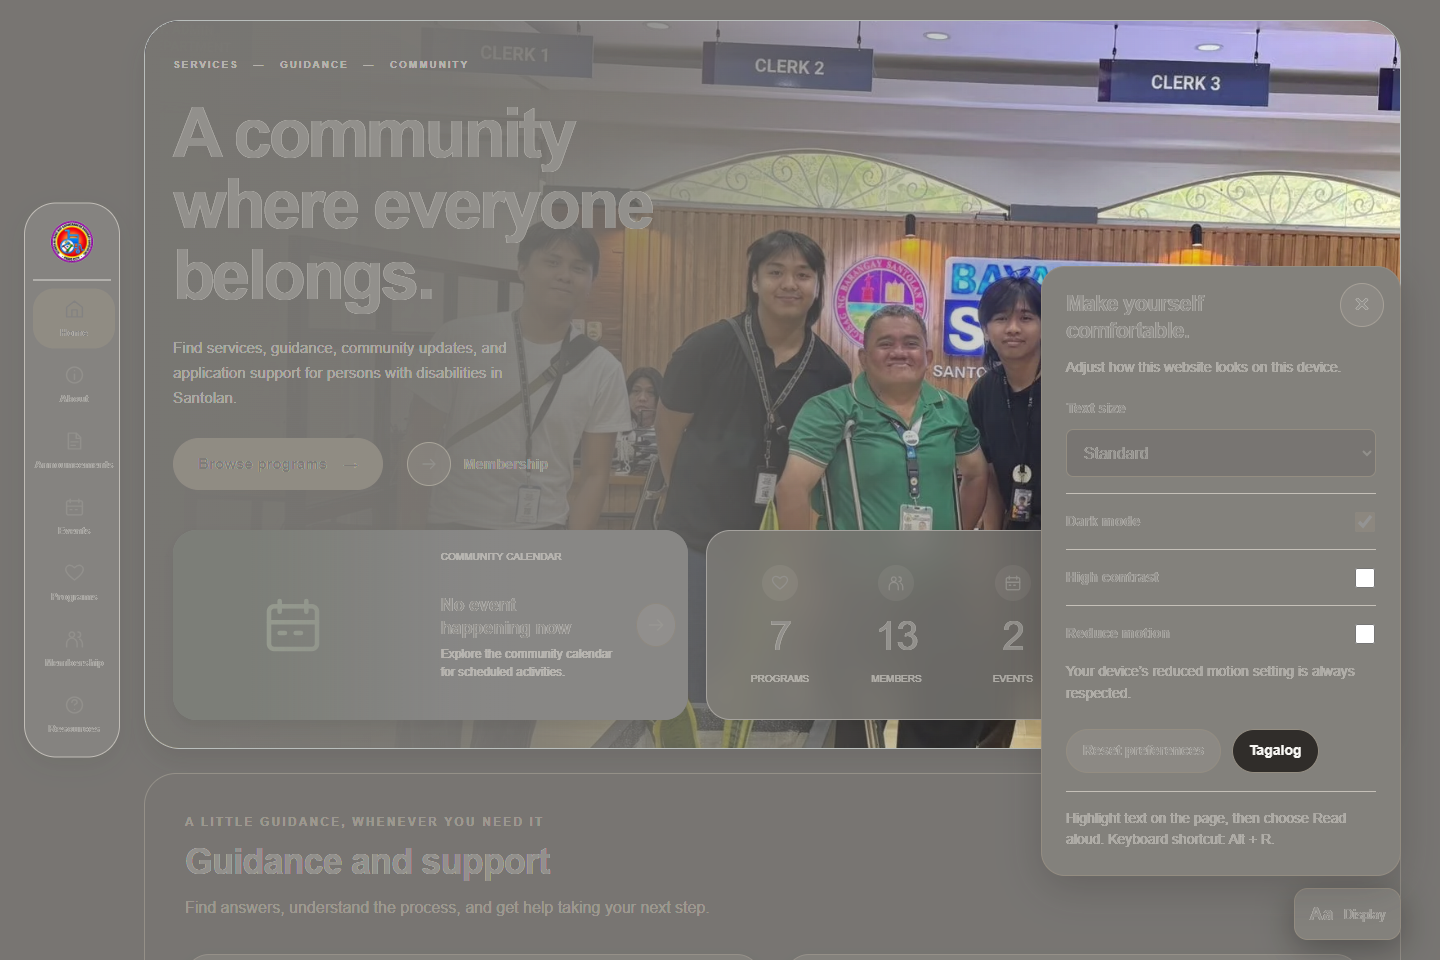 SERVICES — GUIDANCE — COMMUNITY
CLERK 1
CLERK 2
CLERK 3
A community
where everyone
belongs.
Find services, guidance, community updates, and
application support for persons with disabilities in
Santolan.
Browse programs →
→ Membership
Home
About
Announcements
Events
Programs
Membership
Resources
COMMUNITY CALENDAR
No event
happening now
Explore the community calendar
for scheduled activities.
7
PROGRAMS
13
MEMBERS
2
EVENTS
Make yourself
comfortable.
Adjust how this website looks on this device.
Text size
Standard
Dark mode
High contrast
Reduce motion
Your device's reduced motion setting is always
respected.
Reset preferences
Tagalog
Highlight text on the page, then choose Read
aloud. Keyboard shortcut: Alt + R.
Aa Display
A LITTLE GUIDANCE, WHENEVER YOU NEED IT
Guidance and support
Find answers, understand the process, and get help taking your next step.